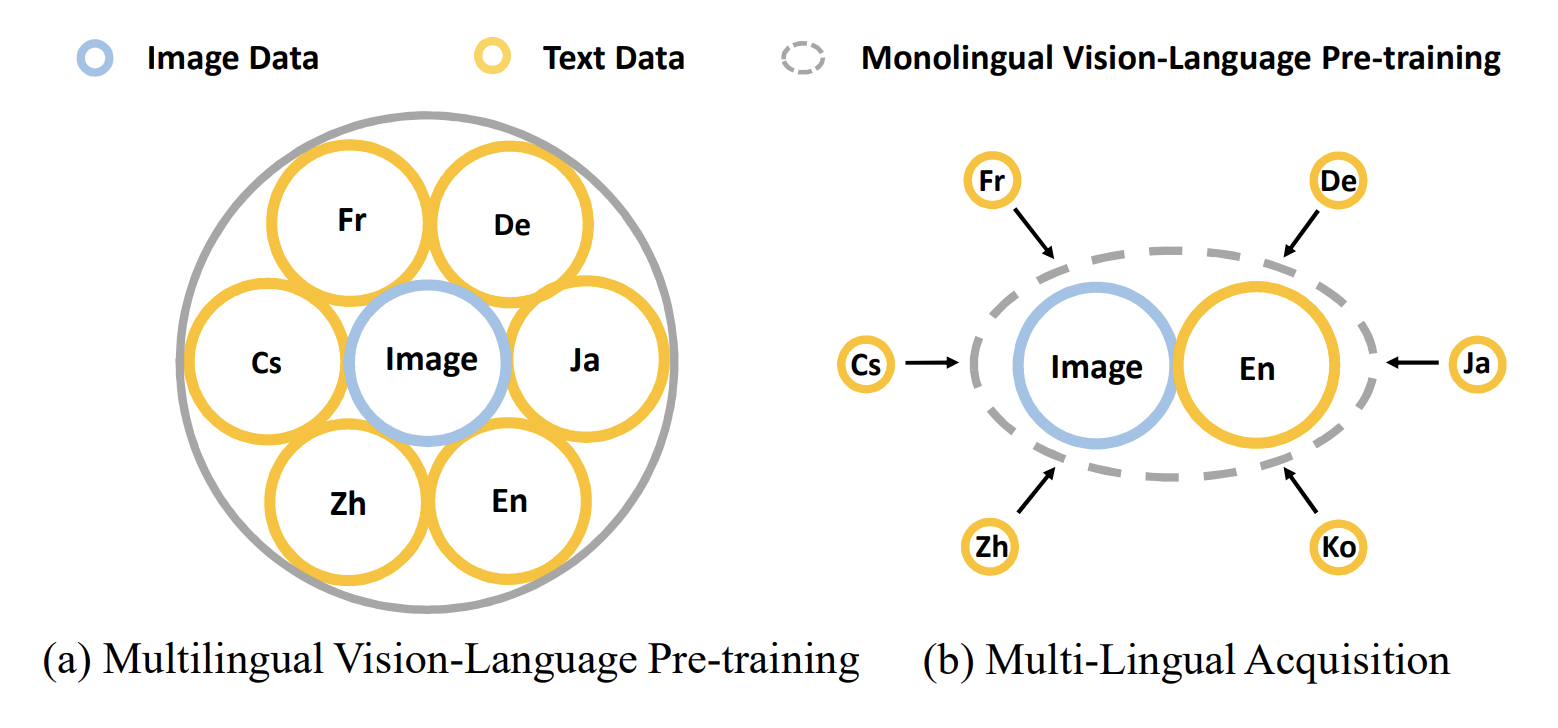 Image Data Text Data Monolingual Vision-Language Pre-training
Fr De
Cs Image Ja
Zh En
Fr De
Cs Image En Ja
Zh Ko
(a) Multilingual Vision-Language Pre-training
(b) Multi-Lingual Acquisition